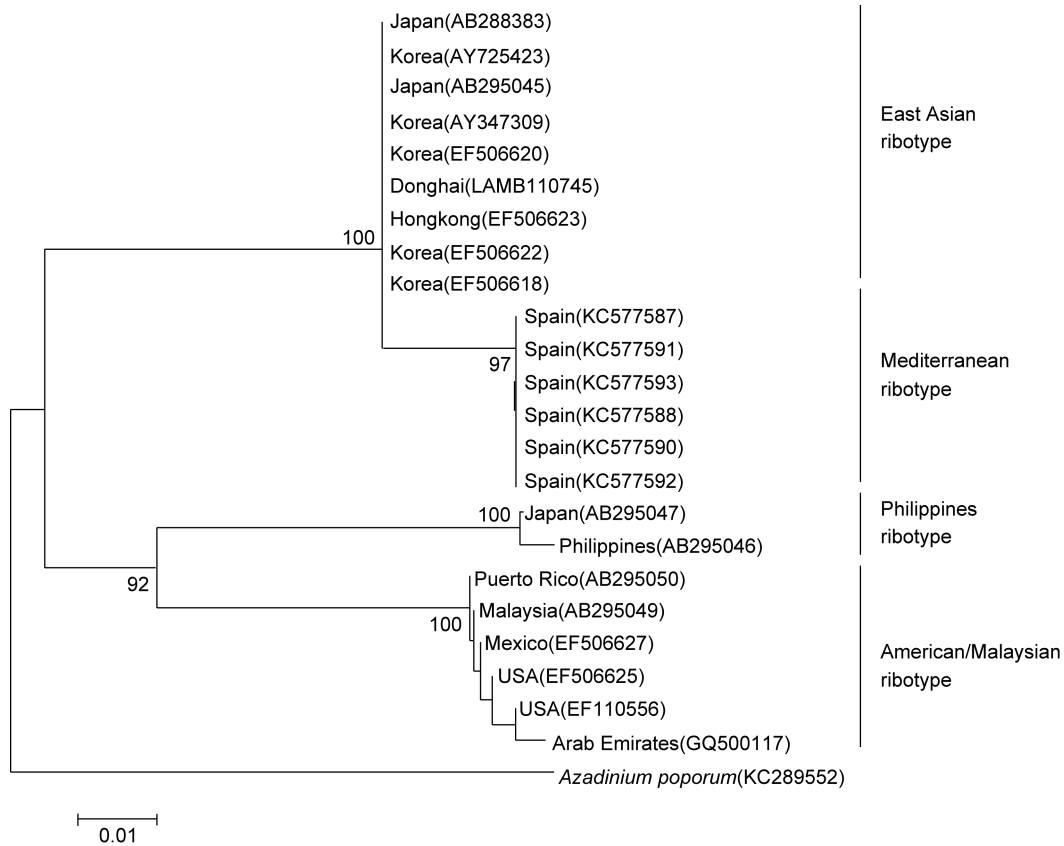 Japan(AB288383)
Korea(AY725423)
Japan(AB295045)
Korea(AY347309)
Korea(EF506620)
Donghai(LAMB110745)
Hongkong(EF506623)
Korea(EF506622)
Korea(EF506618)
East Asian
ribotype
100
Spain(KC577587)
Spain(KC577591)
Spain(KC577593)
Spain(KC577588)
Spain(KC577590)
Spain(KC577592)
97
Mediterranean
ribotype
100
Japan(AB295047)
Philippines(AB295046)
Philippines
ribotype
92
Puerto Rico(AB295050)
Malaysia(AB295049)
100
Mexico(EF506627)
USA(EF506625)
USA(EF110556)
Arab Emirates(GQ500117)
American/Malaysian
ribotype
Azadinium poporum(KC289552)
0.01